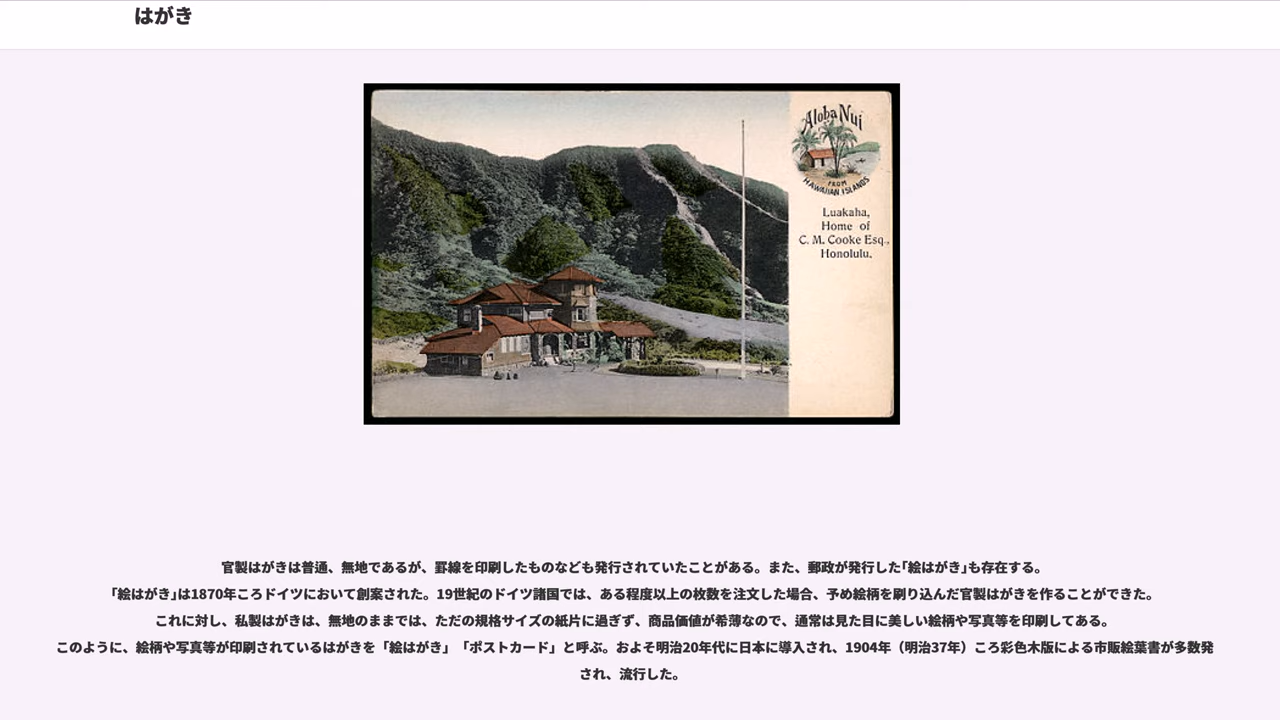 はがき
Aloha Nui
FROM
HAWAIIAN ISLANDS
Luakaha,
Home of
C. M. Cooke Esq.,
Honolulu.
官製はがきは普通、無地であるが、罫線を印刷したものなども発行されていたことがある。また、郵政が発行した「絵はがき」も存在する。
「絵はがき」は1870年ころドイツにおいて創案された。19世紀のドイツ諸国では、ある程度以上の枚数を注文した場合、予め絵柄を刷り込んだ官製はがきを作ることができた。
これに対し、私製はがきは、無地のままでは、ただの規格サイズの紙片に過ぎず、商品価値が希薄なので、通常は見た目に美しい絵柄や写真等を印刷してある。
このように、絵柄や写真等が印刷されているはがきを「絵はがき」「ポストカード」と呼ぶ。およそ明治20年代に日本に導入され、1904年（明治37年）ころ彩色木版による市販絵葉書が多数発
され、流行した。